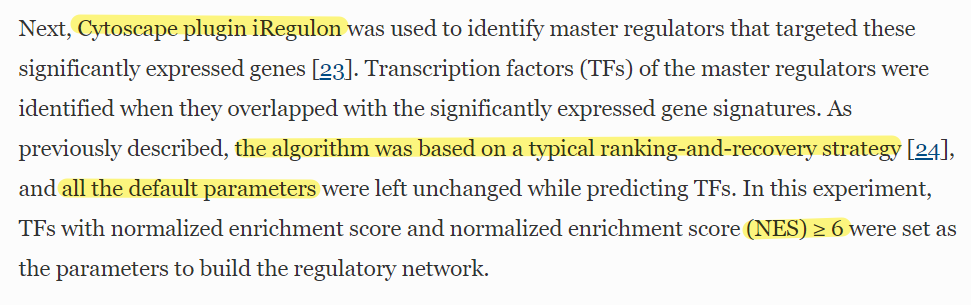 Next, Cytoscape plugin iRegulon was used to identify master regulators that targeted these
significantly expressed genes [23]. Transcription factors (TFs) of the master regulators were
identified when they overlapped with the significantly expressed gene signatures. As
previously described, the algorithm was based on a typical ranking-and-recovery strategy [24],
and all the default parameters were left unchanged while predicting TFs. In this experiment,
TFs with normalized enrichment score and normalized enrichment score (NES) ≥ 6 were set as
the parameters to build the regulatory network.